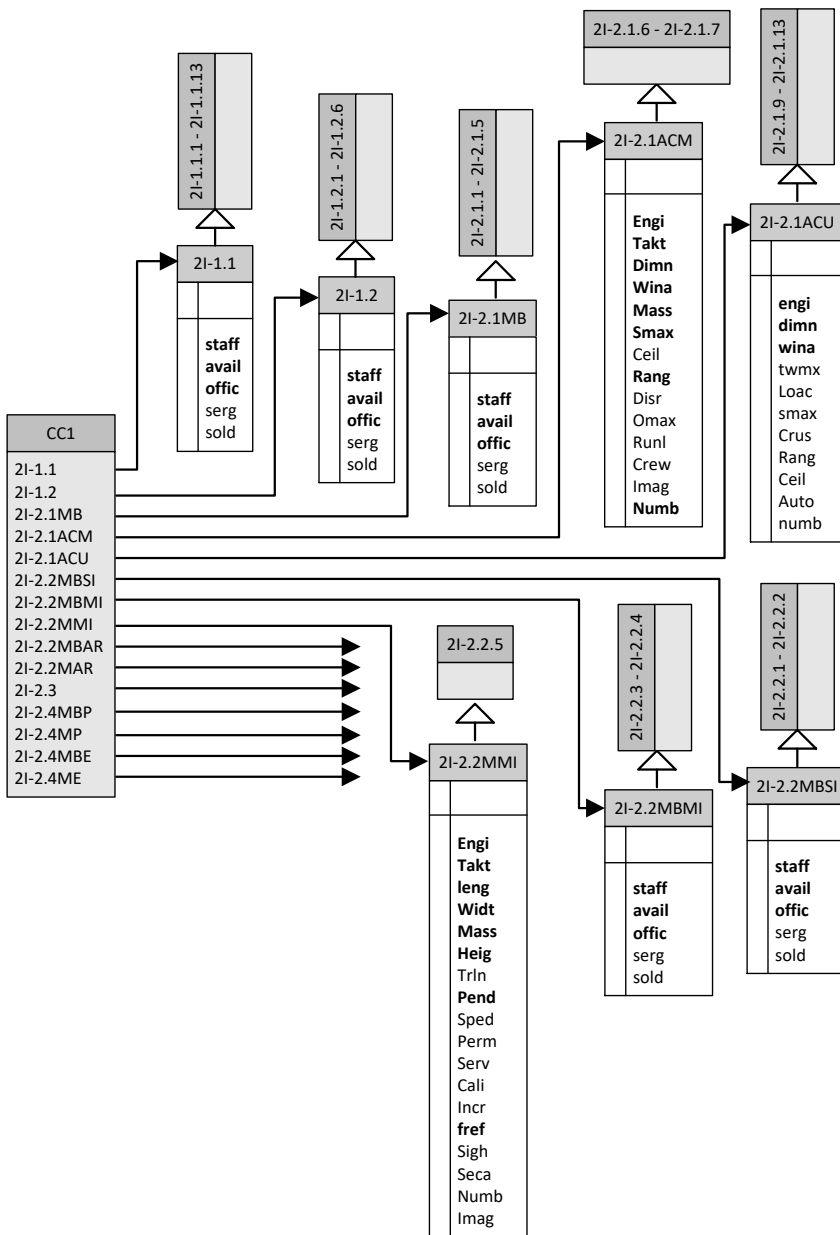 2I-2.1.6 - 2I-2.1.7
2I-1.1.1 - 2I-1.1.13
2I-1.2.1 - 2I-1.2.6
2I-2.1.1 - 2I-2.1.5
2I-2.1.9 - 2I-2.1.13
2I-1.1
staff
avail
offic
serg
sold
2I-1.2
staff
avail
offic
serg
sold
2I-2.1MB
staff
avail
offic
serg
sold
2I-2.1ACM
Engi
Takt
Dimn
Wina
Mass
Smax
Ceil
Rang
Disr
Omax
Runl
Crew
Imag
Numb
2I-2.1ACU
engi
dimn
wina
twmx
Loac
smax
Crus
Rang
Ceil
Auto
numb
CC1
2I-1.1
2I-1.2
2I-2.1MB
2I-2.1ACM
2I-2.1ACU
2I-2.2MBSI
2I-2.2MBMI
2I-2.2MMI
2I-2.2MBAR
2I-2.2MAR
2I-2.3
2I-2.4MBP
2I-2.4MP
2I-2.4MBE
2I-2.4ME
2I-2.2.5
2I-2.2.3 - 2I-2.2.4
2I-2.2.1 - 2I-2.2.2
2I-2.2MMI
Engi
Takt
leng
Widt
Mass
Heig
Trln
Pend
Sped
Perm
Serv
Cali
Incr
fref
Sigh
Seca
Numb
Imag
2I-2.2MBMI
staff
avail
offic
serg
sold
2I-2.2MBSI
staff
avail
offic
serg
sold